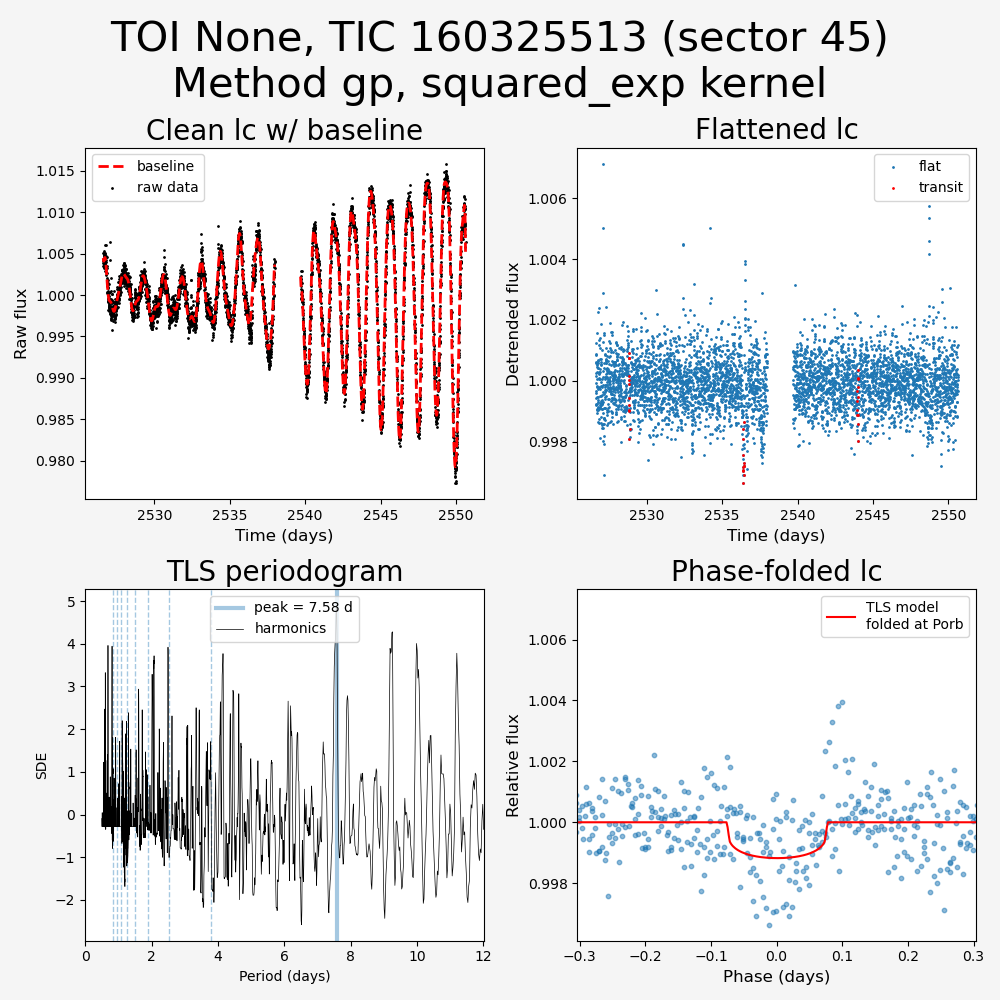 TOI None, TIC 160325513 (sector 45)
Method gp, squared_exp kernel
Clean lc w/ baseline
baseline
raw data
1.015
1.010
1.005
1.000
0.995
0.990
0.985
0.980
Raw flux
2530
2535
2540
2545
2550
Time (days)
Flattened lc
flat
transit
1.006
1.004
1.002
1.000
0.998
Detrended flux
2530
2535
2540
2545
2550
Time (days)
TLS periodogram
peak = 7.58 d
harmonics
5
4
3
2
1
0
−1
−2
SDE
0
2
4
6
8
10
12
Period (days)
Phase-folded lc
TLS model
folded at Porb
1.006
1.004
1.002
1.000
0.998
Relative flux
−0.3
−0.2
−0.1
0.0
0.1
0.2
0.3
Phase (days)